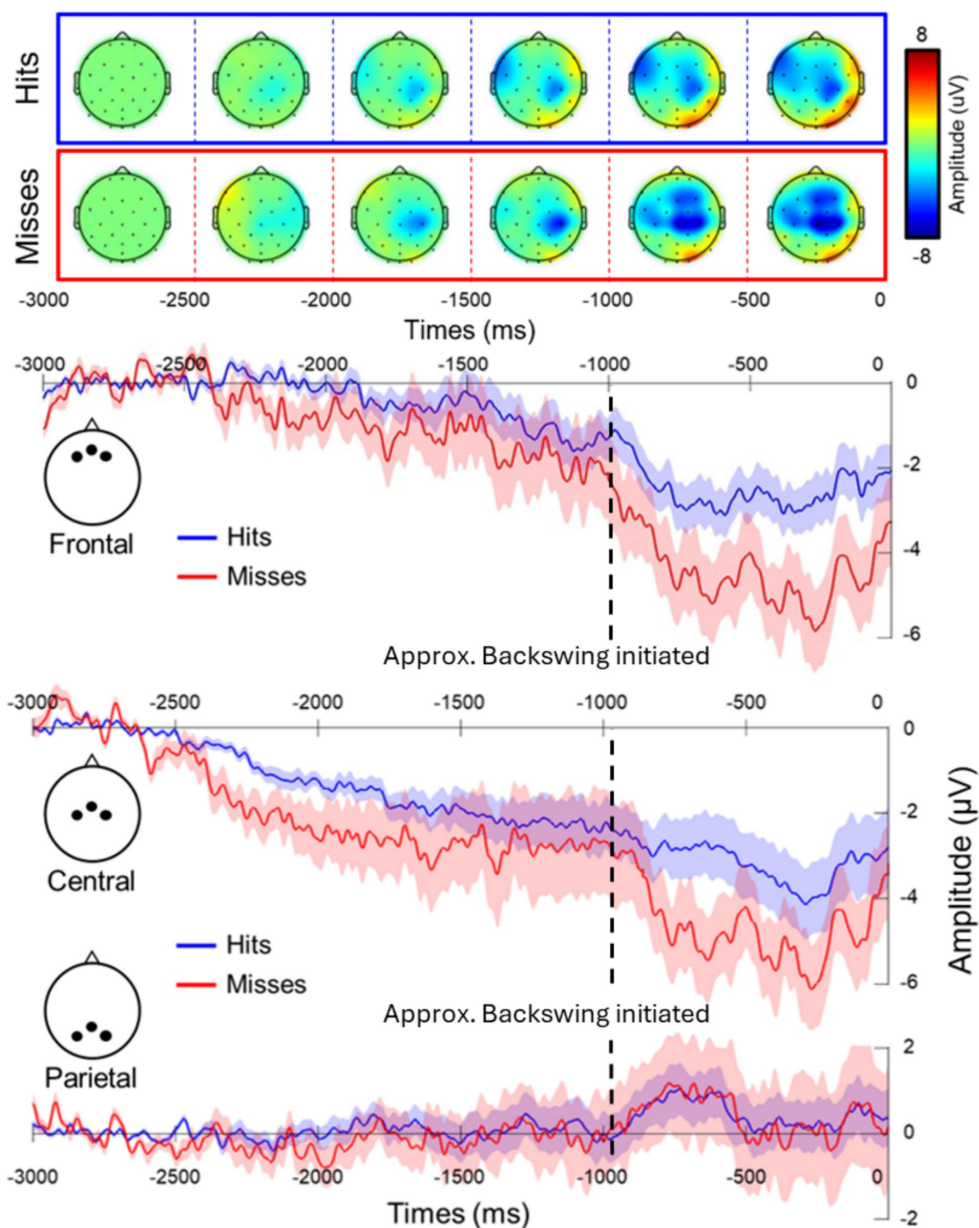 Hits
8
Amplitude (uV)
-8
Misses
-3000 -2500 -2000 -1500 -1000 -500 0
Times (ms)
-3000 -2500 -2000 -1500 -1000 -500 0
0
-2
-4
-6
Frontal
Hits
Misses
Approx. Backswing initiated
-3000 -2500 -2000 -1500 -1000 -500 0
0
-2
-4
-6
Amplitude (μV)
Central
Hits
Misses
Approx. Backswing initiated
Parietal
2
0
-2
-3000 -2500 -2000 -1500 -1000 -500 0
Times (ms)